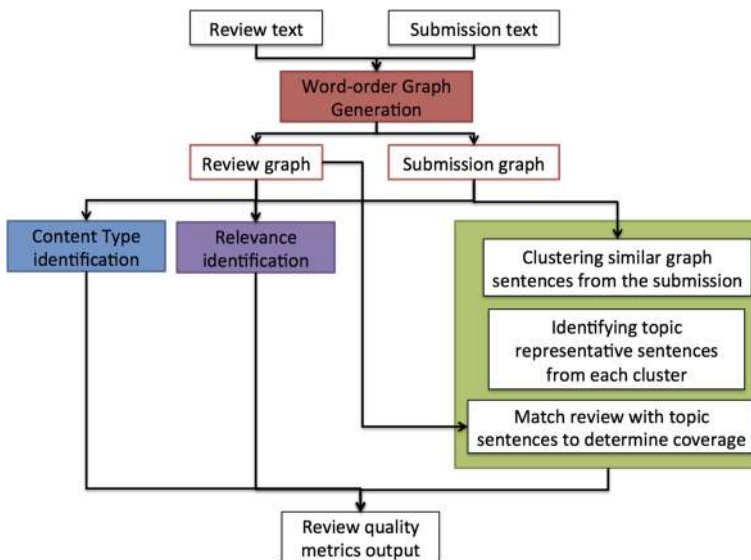 Review text
Submission text
Word-order Graph
Generation
Review graph
Submission graph
Content Type
identification
Relevance
identification
Clustering similar graph
sentences from the submission
Identifying topic
representative sentences
from each cluster
Match review with topic
sentences to determine coverage
Review quality
metrics output